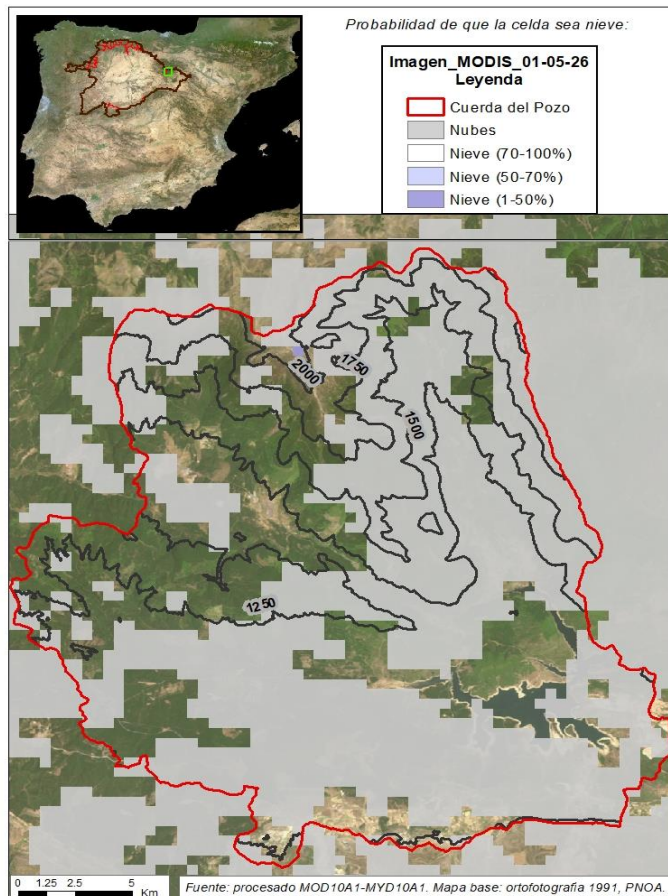 Probabilidad de que la celda sea nieve:
Imagen_MODIS_01-05-26
Leyenda
Cuerda del Pozo
Nubes
Nieve (70-100%)
Nieve (50-70%)
Nieve (1-50%)
2000
1750
1500
1250
0 1.25 2.5 5
Km
Fuente: procesado MOD10A1-MYD10A1. Mapa base: ortofotografia 1991, PNOA.